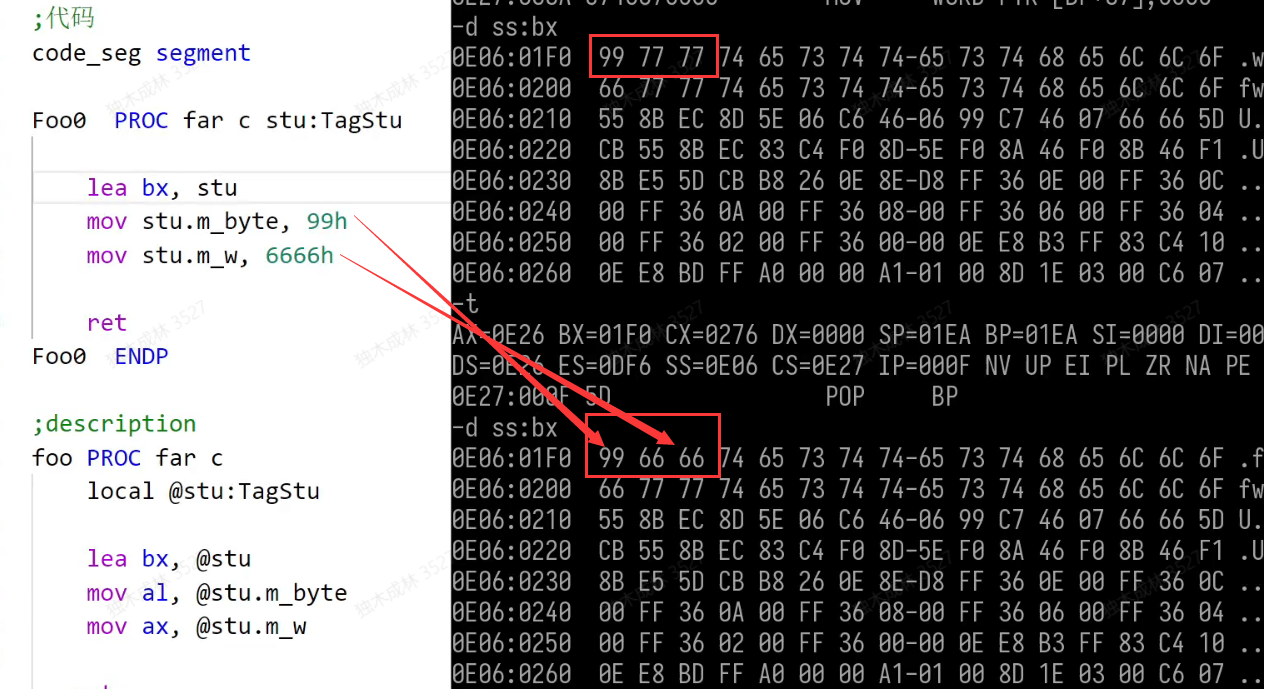 ;代码
code_seg segment
Foo0 PROC far c stu:TagStu
lea bx, stu
mov stu.m_byte, 99h
mov stu.m_w, 6666h
ret
Foo0 ENDP
;description
foo PROC far c
local @stu:TagStu
lea bx, @stu
mov al, @stu.m_byte
mov ax, @stu.m_w
-d ss:bx
0E06:01F0 99 77 77 74 65 73 74 74-65 73 74 68 65 6C 6C 6F .w
0E06:0200 66 77 77 74 65 73 74 74-65 73 74 68 65 6C 6C 6F fw
0E06:0210 55 8B EC 8D 5E 06 C6 46-06 99 C7 46 07 66 66 5D U.
0E06:0220 CB 55 8B EC 83 C4 F0 8D-5E F0 8A 46 F0 8B 46 F1 .U
0E06:0230 8B E5 5D CB B8 26 0E 8E-D8 FF 36 0E 00 FF 36 0C ..
0E06:0240 00 FF 36 0A 00 FF 36 08-00 FF 36 06 00 FF 36 04 ..
0E06:0250 00 FF 36 02 00 FF 36 00-00 0E E8 B3 FF 83 C4 10 ..
0E06:0260 0E E8 BD FF A0 00 00 A1-01 00 8D 1E 03 00 C6 07 ..
-t
AX=0E26 BX=01F0 CX=0276 DX=0000 SP=01EA BP=01EA SI=0000 DI=00
DS=0E26 ES=0DF6 SS=0E06 CS=0E27 IP=000F NV UP EI PL ZR NA PE
0E27:000F 5D POP BP
-d ss:bx
0E06:01F0 99 66 66 74 65 73 74 74-65 73 74 68 65 6C 6C 6F .f
0E06:0200 66 77 77 74 65 73 74 74-65 73 74 68 65 6C 6C 6F fw
0E06:0210 55 8B EC 8D 5E 06 C6 46-06 99 C7 46 07 66 66 5D U.
0E06:0220 CB 55 8B EC 83 C4 F0 8D-5E F0 8A 46 F0 8B 46 F1 .U
0E06:0230 8B E5 5D CB B8 26 0E 8E-D8 FF 36 0E 00 FF 36 0C ..
0E06:0240 00 FF 36 0A 00 FF 36 08-00 FF 36 06 00 FF 36 04 ..
0E06:0250 00 FF 36 02 00 FF 36 00-00 0E E8 B3 FF 83 C4 10 ..
0E06:0260 0E E8 BD FF A0 00 00 A1-01 00 8D 1E 03 00 C6 07 ..
独木成林 3527